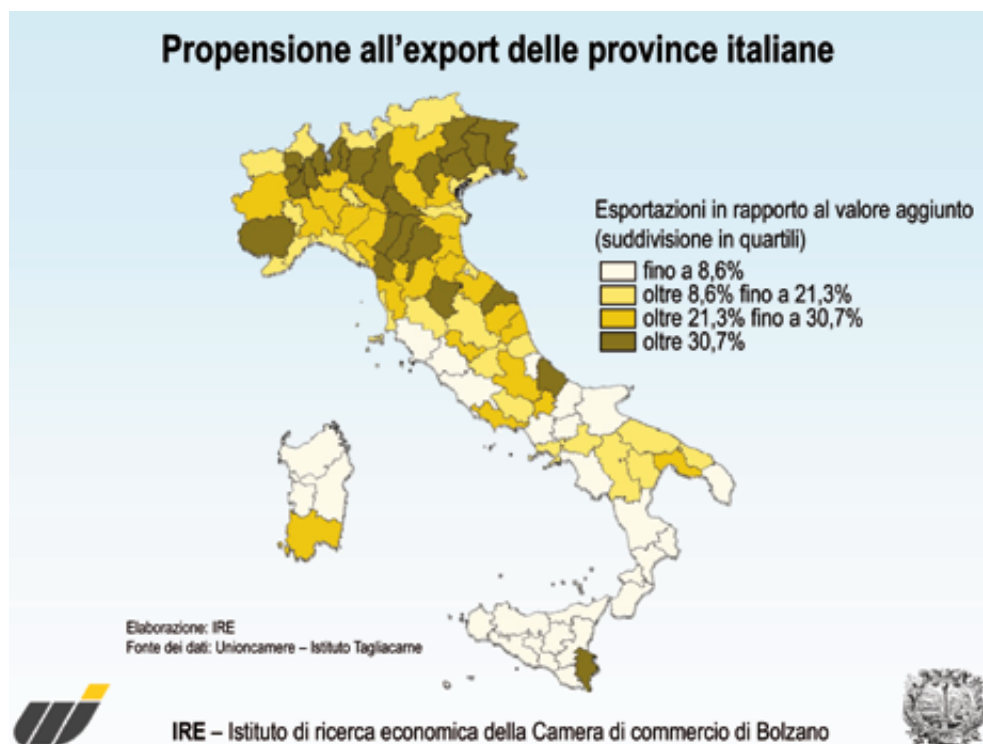 Propensione all'export delle province italiane
Esportazioni in rapporto al valore aggiunto
(suddivisione in quartili)
fino a 8,6%
oltre 8,6% fino a 21,3%
oltre 21,3% fino a 30,7%
oltre 30,7%
Elaborazione: IRE
Fonte dei dati: Unioncamere – Istituto Tagliacarne
IRE – Istituto di ricerca economica della Camera di commercio di Bolzano